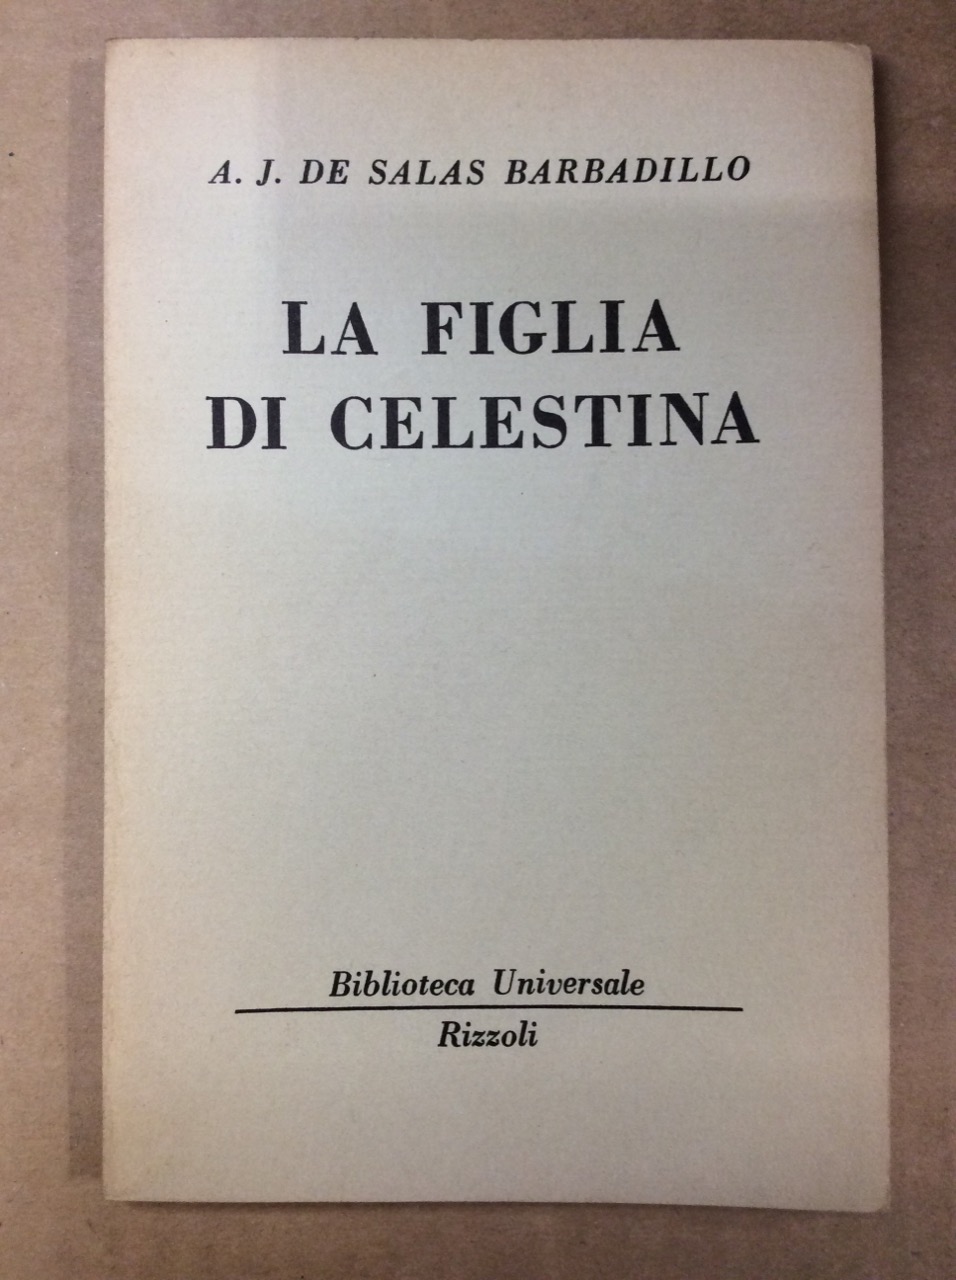 A. J. DE SALAS BARBADILLO
LA FIGLIA
DI CELESTINA
Biblioteca Universale
Rizzoli